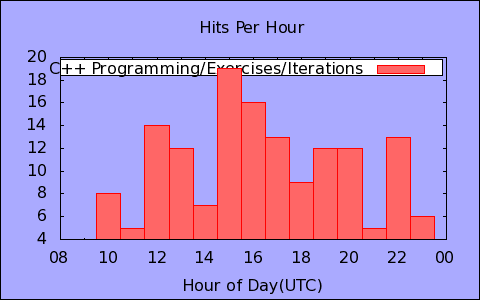 Hits Per Hour
20
C++ Programming/Exercises/Iterations
18
16
14
12
10
8
6
4
08 10 12 14 16 18 20 22 00
Hour of Day(UTC)